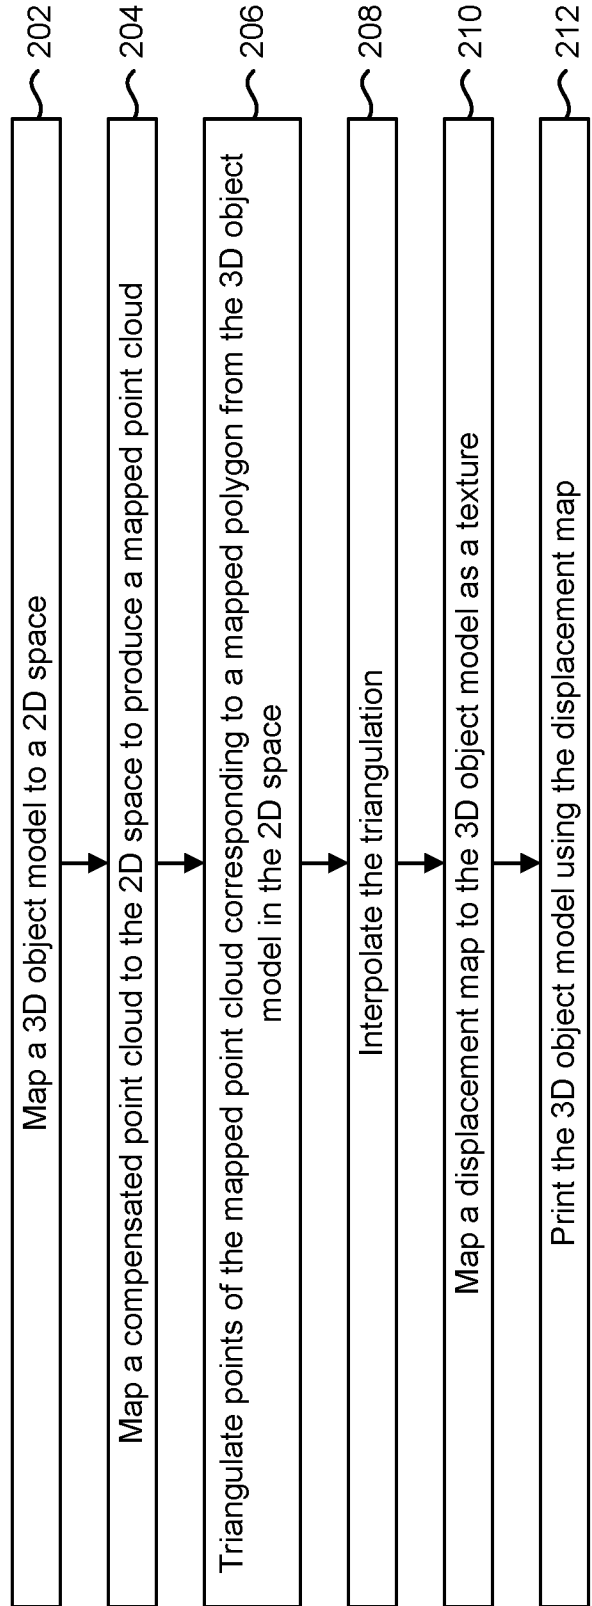 Map a 3D object model to a 2D space
202
Map a compensated point cloud to the 2D space to produce a mapped point cloud
204
Triangulate points of the mapped point cloud corresponding to a mapped polygon from the 3D object
model in the 2D space
206
Interpolate the triangulation
208
Map a displacement map to the 3D object model as a texture
210
Print the 3D object model using the displacement map
212